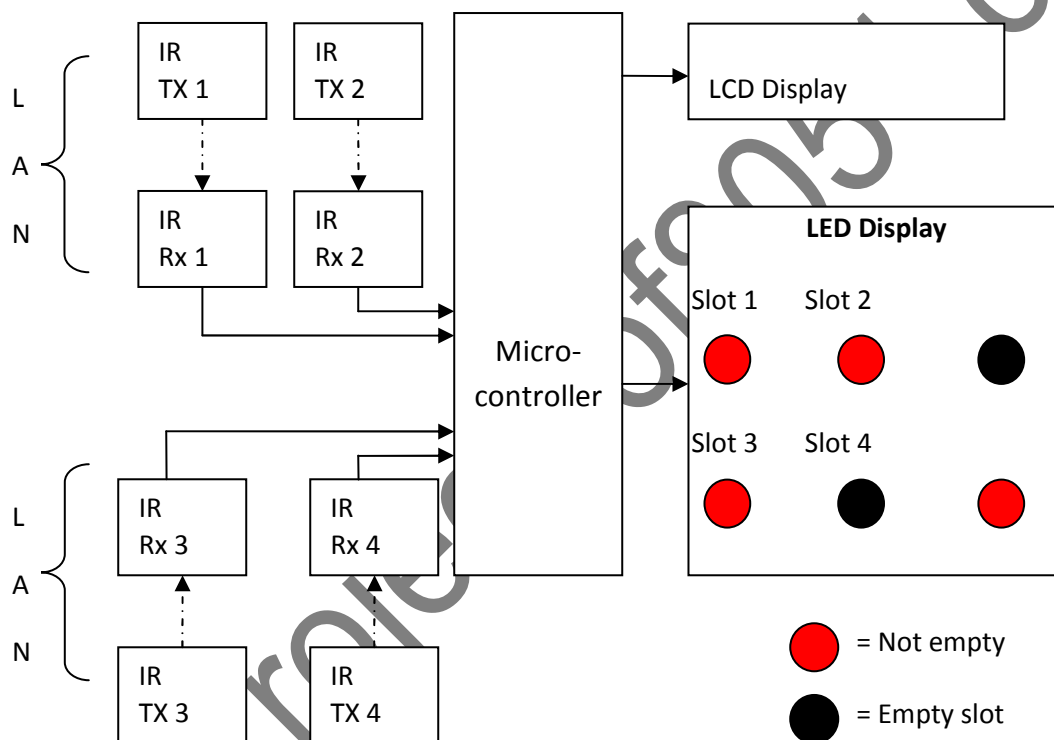 IR
TX 1
IR
TX 2
L
A
N
IR
Rx 1
IR
Rx 2
LCD Display
LED Display
Slot 1
Slot 2
Micro-
controller
Slot 3
Slot 4
L
A
N
IR
Rx 3
IR
Rx 4
IR
TX 3
IR
TX 4
= Not empty
= Empty slot